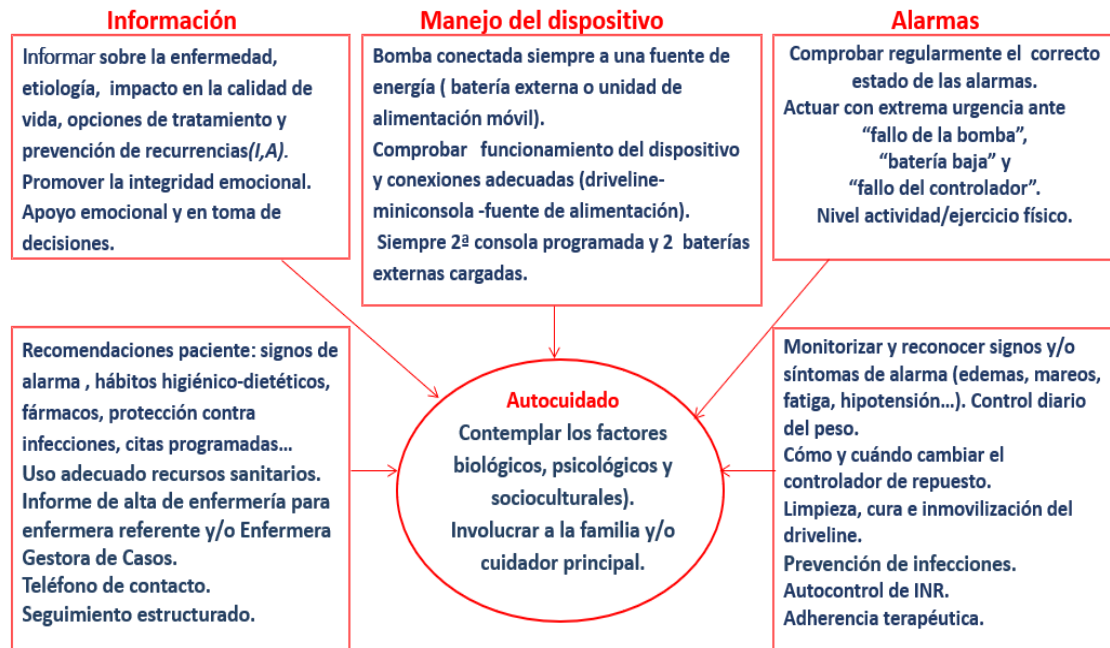 Información
Informar sobre la enfermedad,
etiología, impacto en la calidad de
vida, opciones de tratamiento y
prevención de recurrencias(I,A).
Promover la integridad emocional.
Apoyo emocional y en toma de
decisiones.
Manejo del dispositivo
Bomba conectada siempre a una fuente de
energía ( batería externa o unidad de
alimentación móvil).
Comprobar funcionamiento del dispositivo
y conexiones adecuadas (driveline-
miniconsola -fuente de alimentación).
Siempre 2ª consola programada y 2 baterías
externas cargadas.
Alarmas
Comprobar regularmente el correcto
estado de las alarmas.
Actuar con extrema urgencia ante
“fallo de la bomba”,
“batería baja” y
“fallo del controlador”.
Nivel actividad/ejercicio físico.
Recomendaciones paciente: signos de
alarma , hábitos higiénico-dietéticos,
fármacos, protección contra
infecciones, citas programadas...
Uso adecuado recursos sanitarios.
Informe de alta de enfermería para
enfermera referente y/o Enfermera
Gestora de Casos.
Teléfono de contacto.
Seguimiento estructurado.
Autocuidado
Contemplar los factores
biológicos, psicológicos y
socioculturales).
Involucrar a la familia y/o
cuidador principal.
Monitorizar y reconocer signos y/o
síntomas de alarma (edemas, mareos,
fatiga, hipotensión...). Control diario
del peso.
Cómo y cuándo cambiar el
controlador de repuesto.
Limpieza, cura e inmovilización del
driveline.
Prevención de infecciones.
Autocontrol de INR.
Adherencia terapéutica.